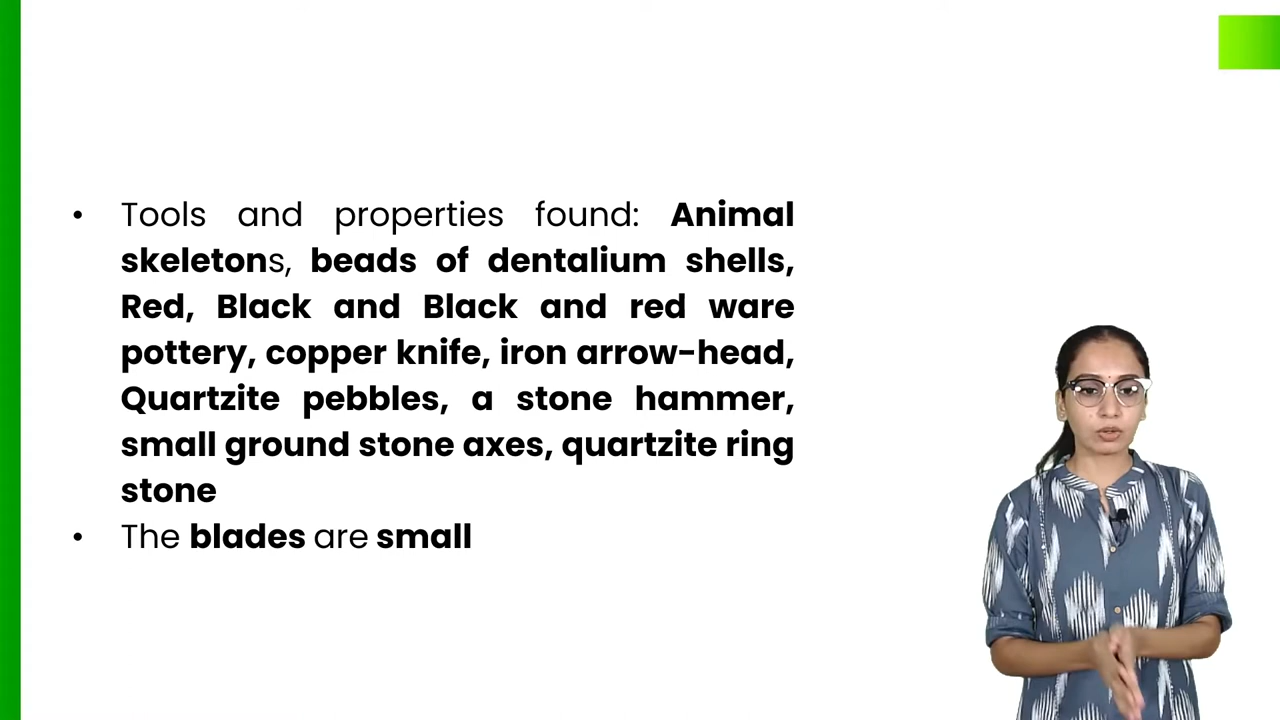 • Tools and properties found: Animal
skeletons, beads of dentalium shells,
Red, Black and Black and red ware
pottery, copper knife, iron arrow-head,
Quartzite pebbles, a stone hammer,
small ground stone axes, quartzite ring
stone
• The blades are small